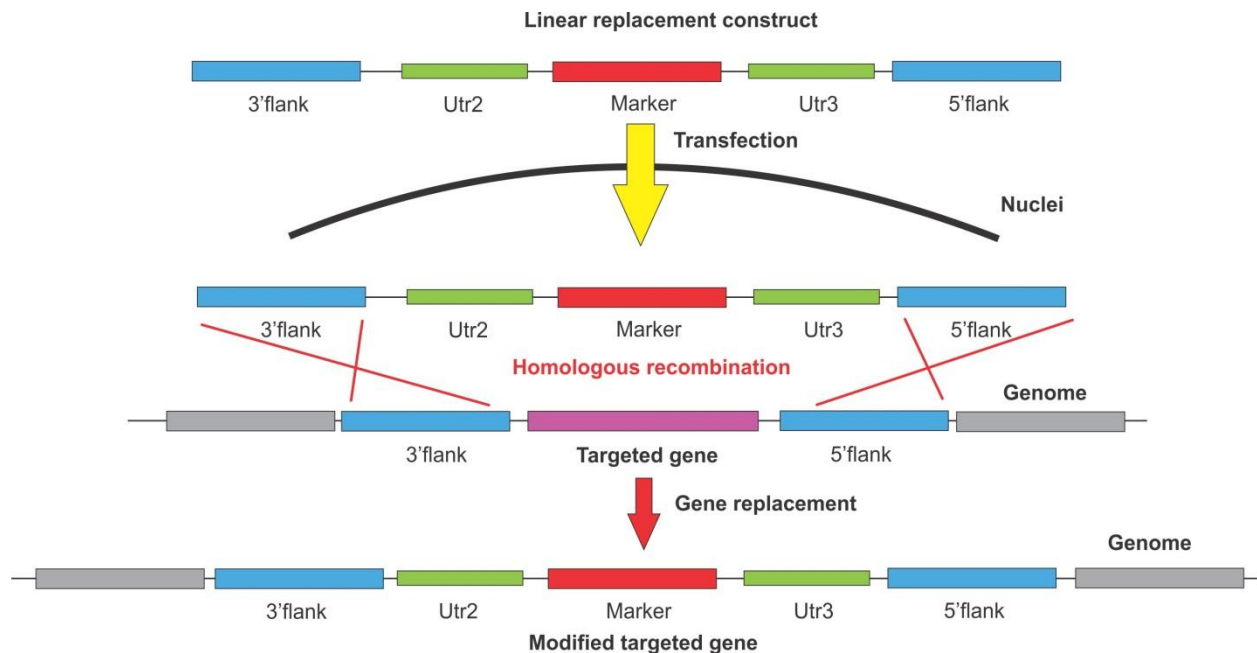 Linear replacement construct
3'flank Utr2 Marker Utr3 5'flank
Transfection
Nuclei
3'flank Utr2 Marker Utr3 5'flank
Homologous recombination
Genome
3'flank Targeted gene 5'flank
Gene replacement
Genome
3'flank Utr2 Marker Utr3 5'flank
Modified targeted gene